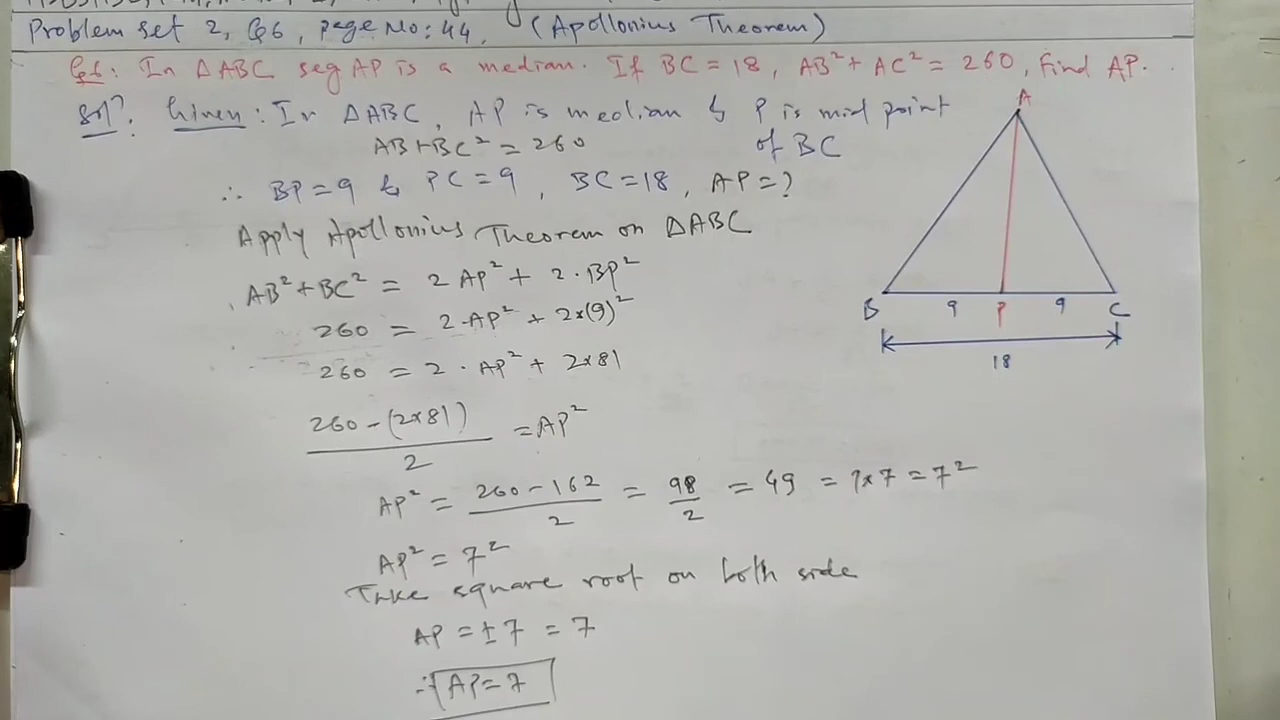 Problem set 2, Q6, page No: 44, (Apollonius Theorem)
Q6: In △ABC seg AP is a median. If BC = 18, AB² + AC² = 260, Find AP.
Solⁿ. Given: In △ABC, AP is median & P is mid point
of BC
AB+BC² = 260
∴ BP=9 & PC=9, BC=18, AP=?
Apply Apollonius Theorem on △ABC
AB²+BC² = 2AP² + 2·BP²
260 = 2·AP² + 2×(9)²
260 = 2 · AP² + 2×81
260-(2×81) / 2 = AP²
AP² = 260-162 / 2 = 98 / 2 = 49 = 7×7 = 7²
AP² = 7²
Take square root on both side
AP = ±7 = 7
∴ AP=7
A
B 9 P 9 C
18